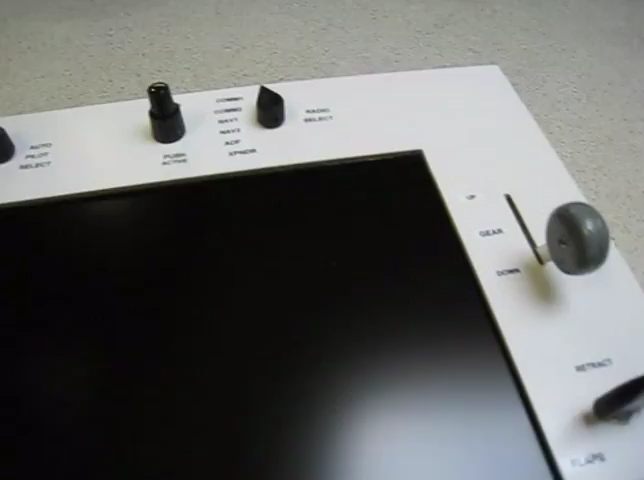 AUTO
PILOT
SELECT
PUSH
ACTIVE
COMM1
COMM2
NAV1
NAV2
ADF
XPNDR
RADIO
SELECT
UP
GEAR
DOWN
RETRACT
FLAPS